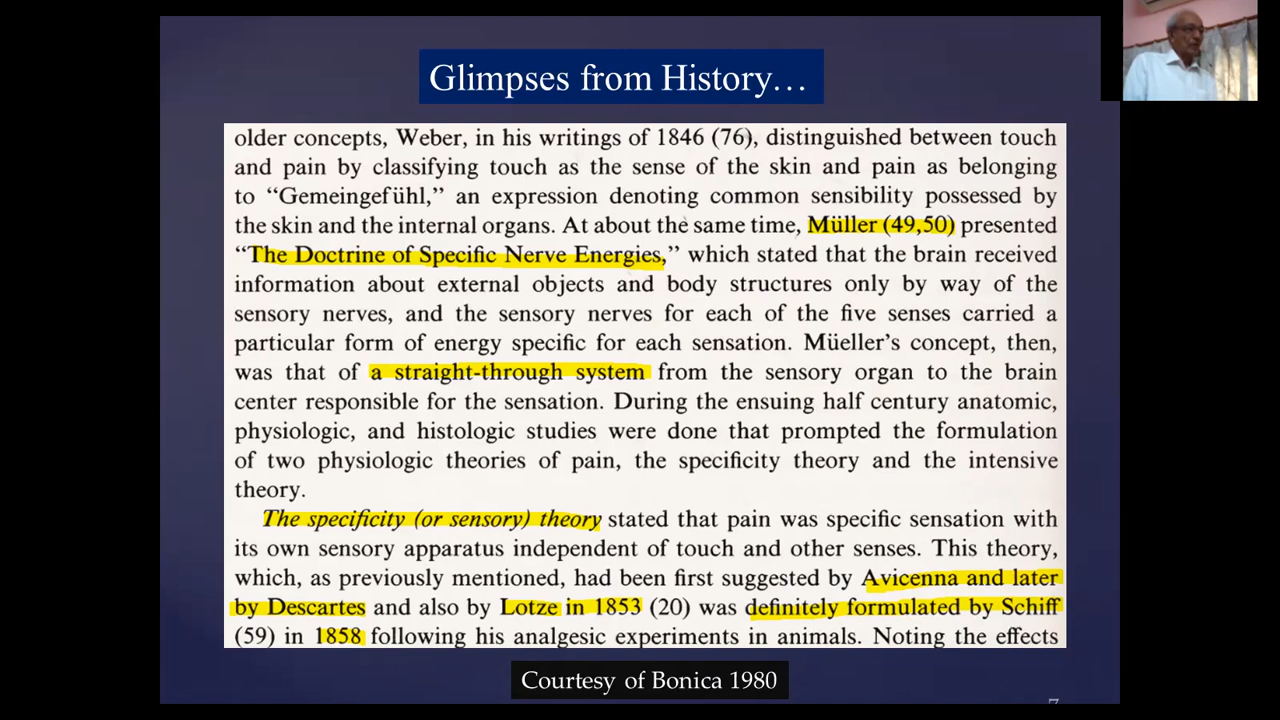 Glimpses from History…
older concepts, Weber, in his writings of 1846 (76), distinguished between touch
and pain by classifying touch as the sense of the skin and pain as belonging
to “Gemeingefühl,” an expression denoting common sensibility possessed by
the skin and the internal organs. At about the same time, Müller (49,50) presented
“The Doctrine of Specific Nerve Energies,” which stated that the brain received
information about external objects and body structures only by way of the
sensory nerves, and the sensory nerves for each of the five senses carried a
particular form of energy specific for each sensation. Müeller’s concept, then,
was that of a straight-through system from the sensory organ to the brain
center responsible for the sensation. During the ensuing half century anatomic,
physiologic, and histologic studies were done that prompted the formulation
of two physiologic theories of pain, the specificity theory and the intensive
theory.
The specificity (or sensory) theory stated that pain was specific sensation with
its own sensory apparatus independent of touch and other senses. This theory,
which, as previously mentioned, had been first suggested by Avicenna and later
by Descartes and also by Lotze in 1853 (20) was definitely formulated by Schiff
(59) in 1858 following his analgesic experiments in animals. Noting the effects
Courtesy of Bonica 1980